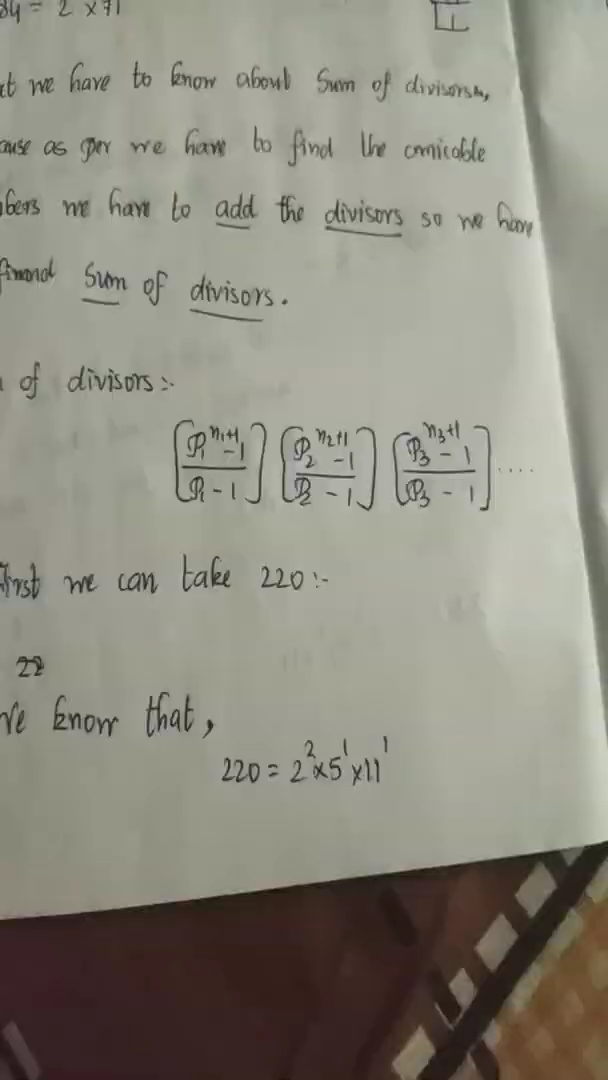 84 = 2 × 71
we have to know about Sum of divisors,
as per we have to find the amicable
we have to add the divisors so we have
Sum of divisors.
of divisors :-
[P₁^(n₁+1) - 1 / P₁ - 1] [P₂^(n₂+1) - 1 / P₂ - 1] [P₃^(n₃+1) - 1 / P₃ - 1] ....
First we can take 220 :-
22
We know that,
220 = 2² × 5¹ × 11¹